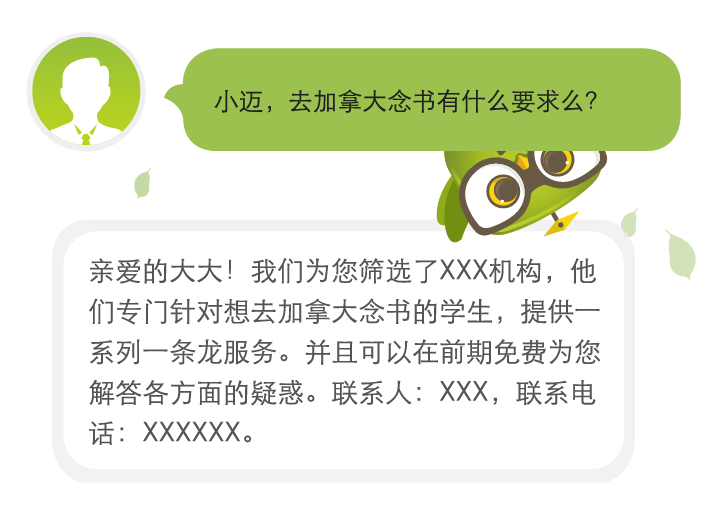 小迈，去加拿大念书有什么要求么？
亲爱的大大！我们为您筛选了XXX机构，他
们专门针对想去加拿大念书的学生，提供一
系列一条龙服务。并且可以在前期免费为您
解答各方面的疑惑。联系人：XXX，联系电
话：XXXXXX。